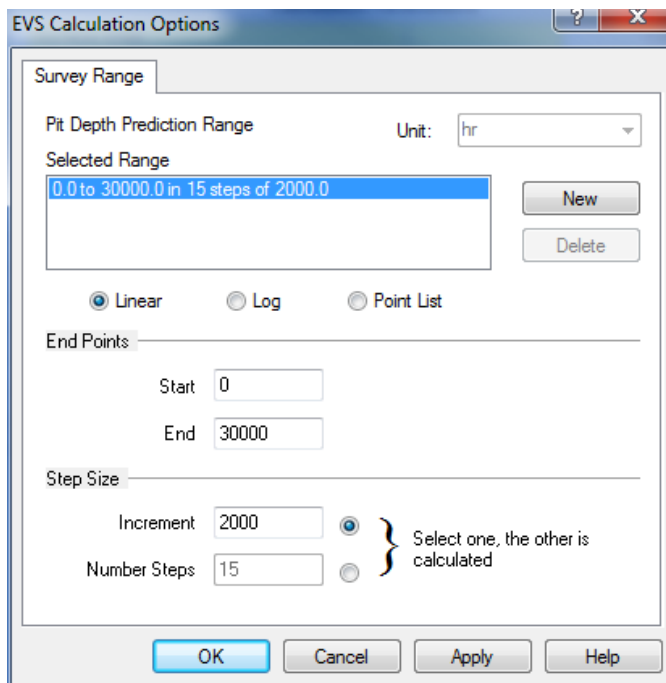 EVS Calculation Options
?
x
Survey Range
Pit Depth Prediction Range
Unit: hr
Selected Range
0.0 to 30000.0 in 15 steps of 2000.0
New
Delete
Linear Log Point List
End Points
Start 0
End 30000
Step Size
Increment 2000
Number Steps 15
} Select one, the other is
calculated
OK Cancel Apply Help